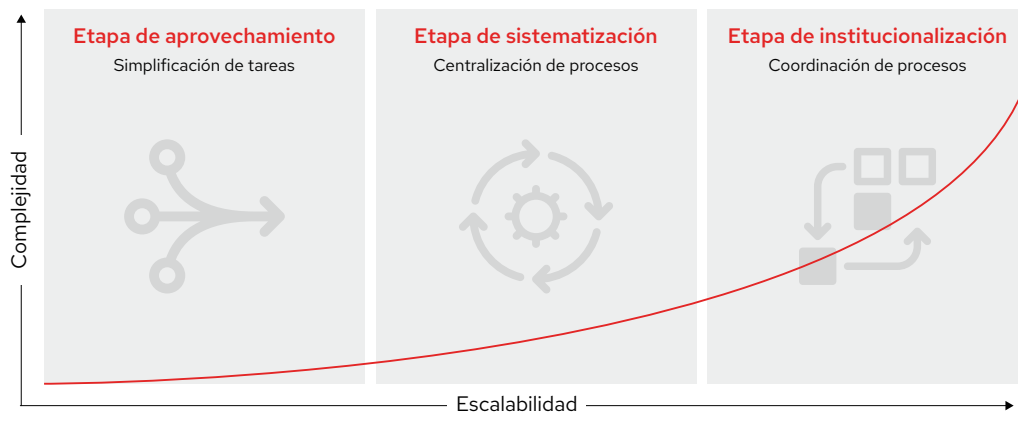 Etapa de aprovechamiento
Simplificación de tareas
Etapa de sistematización
Centralización de procesos
Etapa de institucionalización
Coordinación de procesos
Complejidad
Escalabilidad